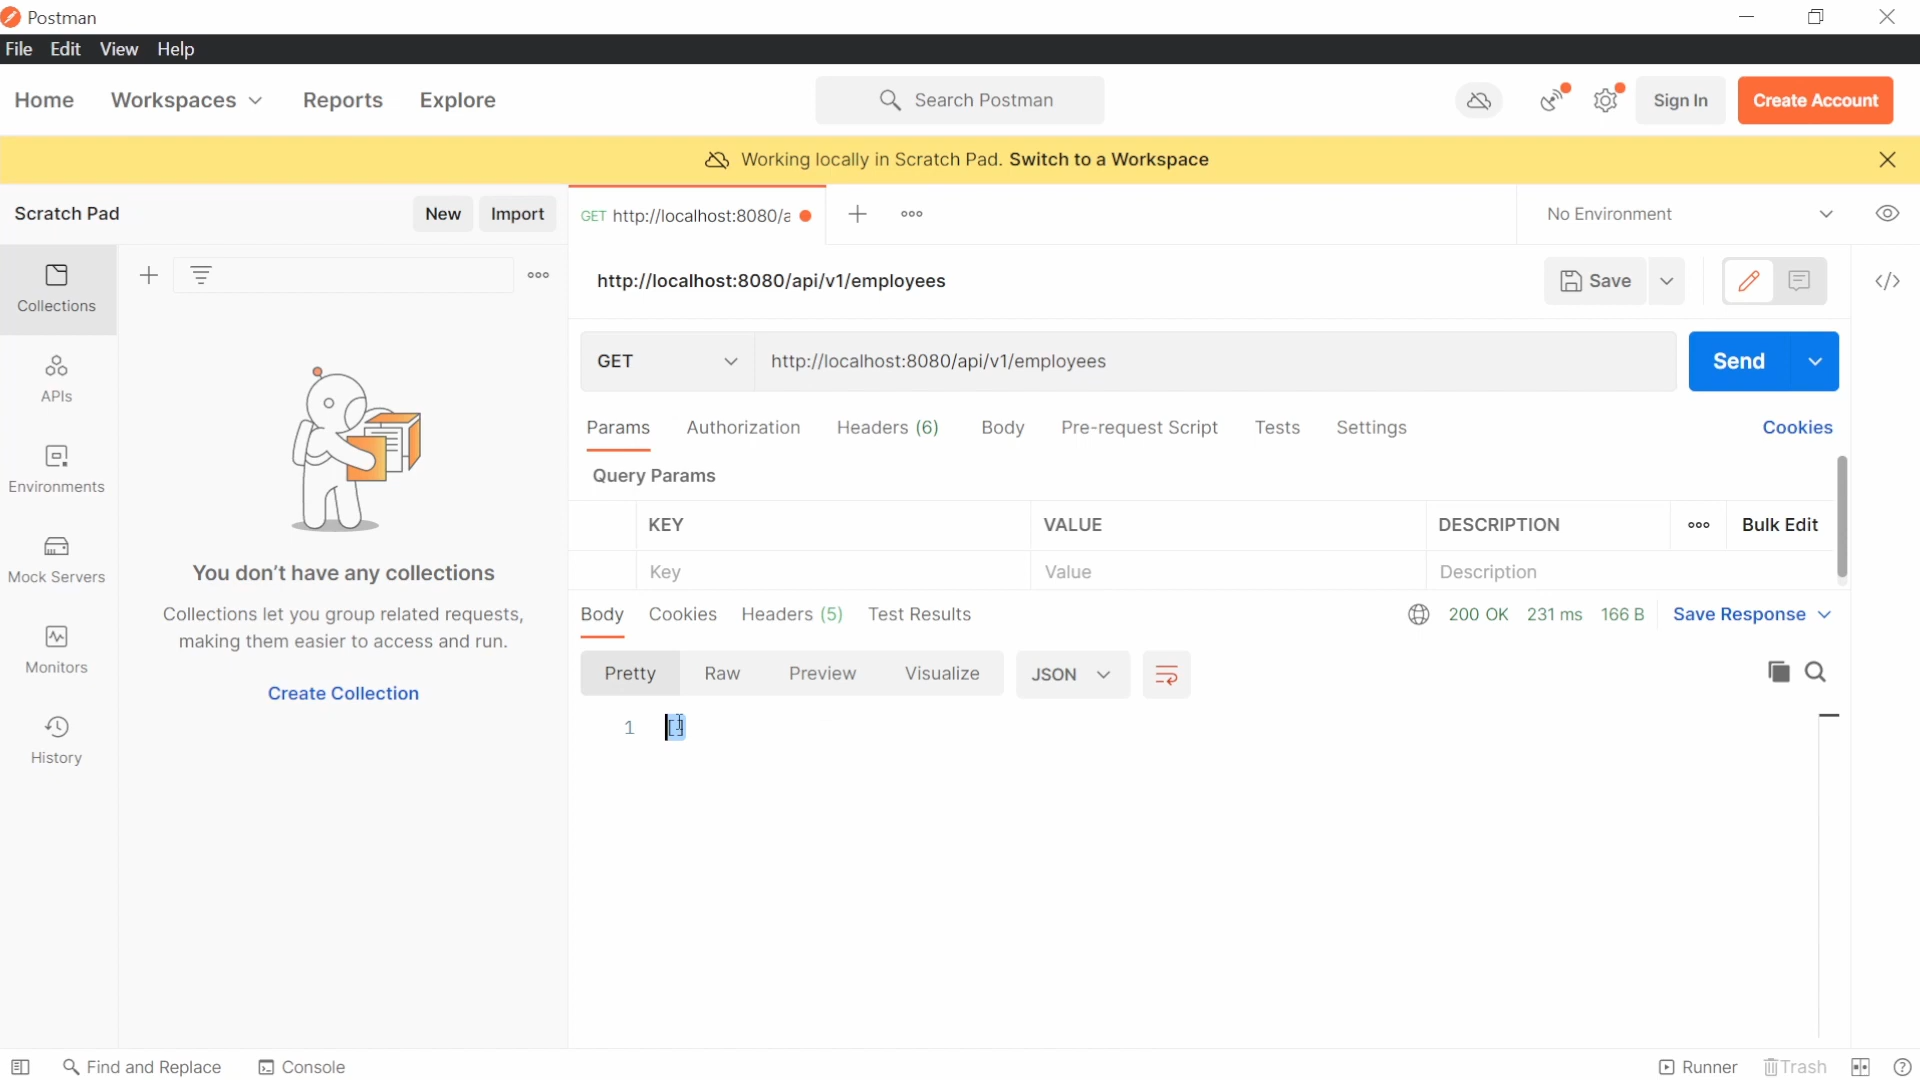 Postman
File Edit View Help
Home Workspaces Reports Explore
Search Postman
Sign In
Create Account
Working locally in Scratch Pad. Switch to a Workspace
Scratch Pad
New
Import
GET http://localhost:8080/a
No Environment
Collections
APIs
Environments
Mock Servers
Monitors
History
You don't have any collections
Collections let you group related requests,
making them easier to access and run.
Create Collection
http://localhost:8080/api/v1/employees
Save
GET http://localhost:8080/api/v1/employees
Send
Params Authorization Headers (6) Body Pre-request Script Tests Settings Cookies
Query Params
KEY VALUE DESCRIPTION Bulk Edit
Key Value Description
Body Cookies Headers (5) Test Results 200 OK 231 ms 166 B Save Response
Pretty Raw Preview Visualize JSON
1 []
Find and Replace Console Runner Trash